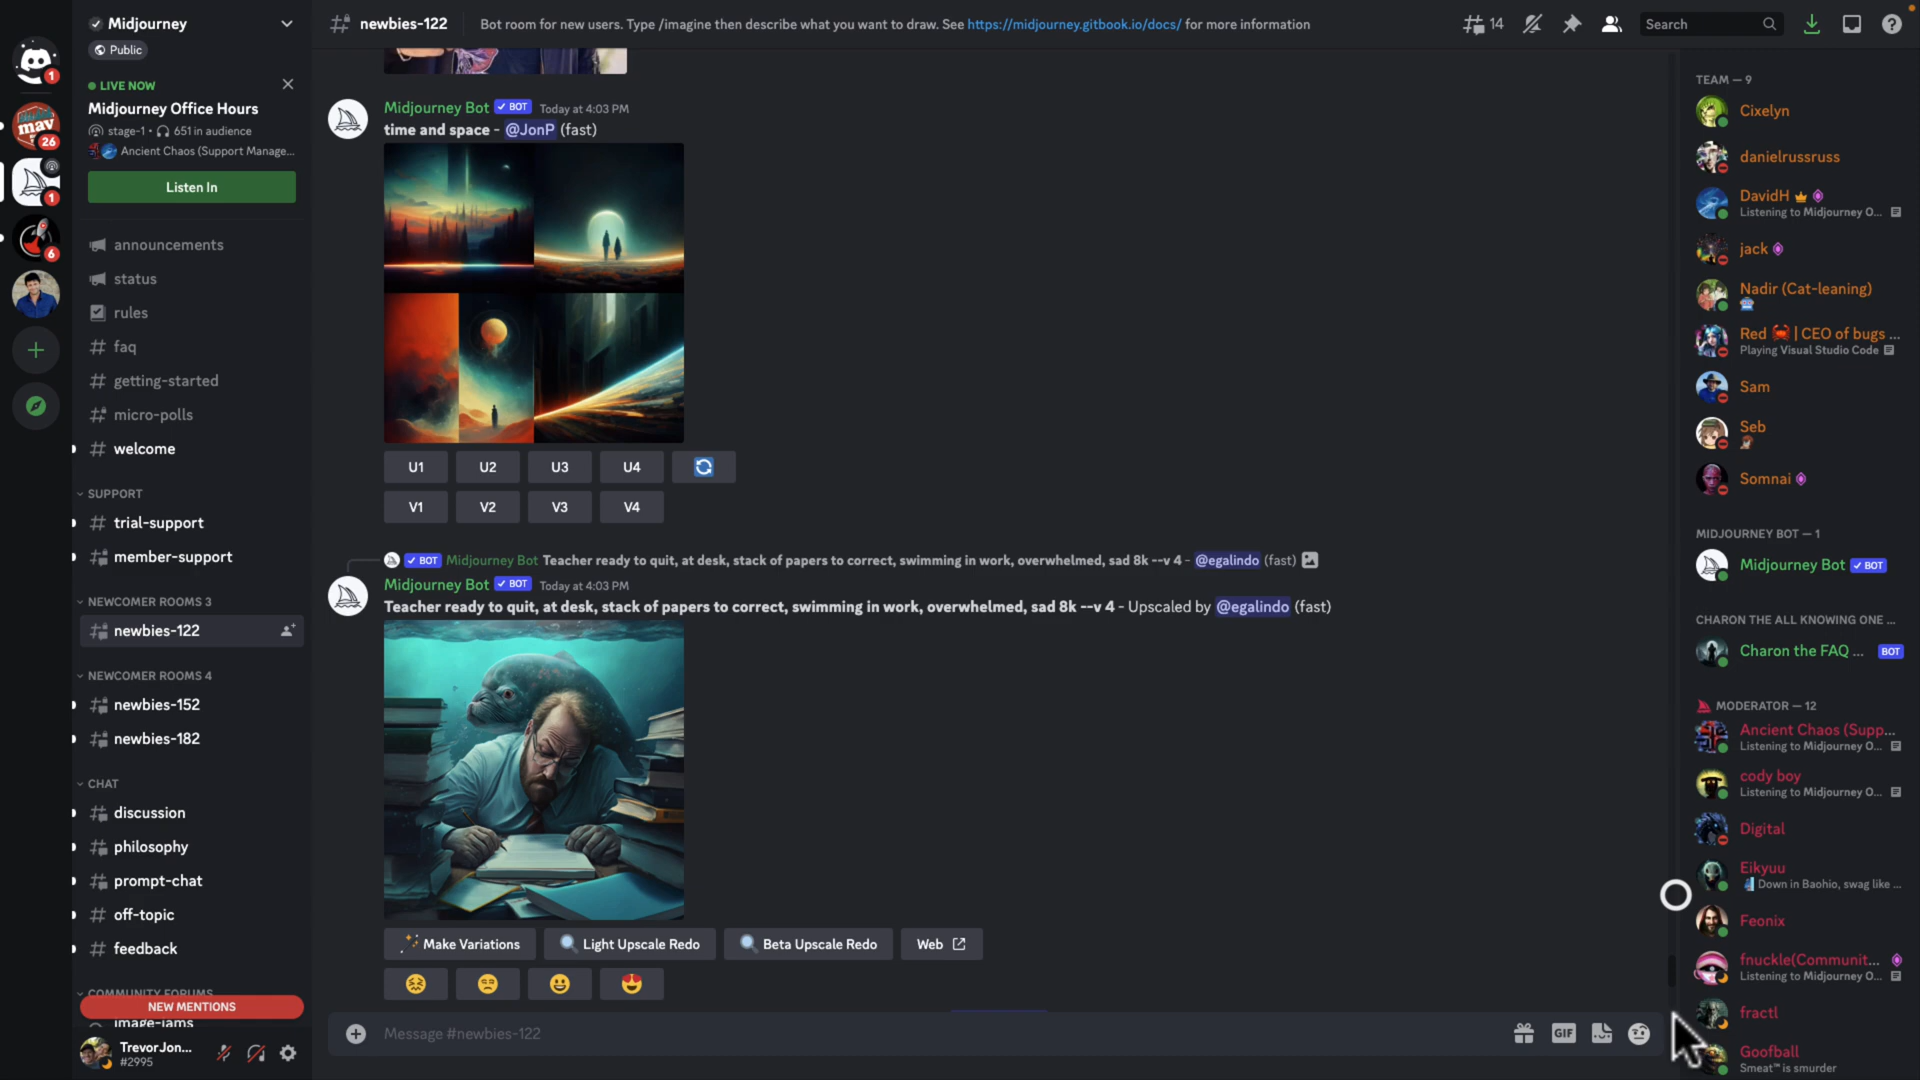 Midjourney
Public
LIVE NOW
Midjourney Office Hours
stage-1 • 651 in audience
Ancient Chaos (Support Manage...
Listen In
announcements
status
rules
faq
getting-started
micro-polls
welcome
SUPPORT
trial-support
member-support
NEWCOMER ROOMS 3
newbies-122
NEWCOMER ROOMS 4
newbies-152
newbies-182
CHAT
discussion
philosophy
prompt-chat
off-topic
feedback
COMMUNITY FORUMS
NEW MENTIONS
image-jams
TrevorJon...
#2995
1
mav
26
1
6
newbies-122
Bot room for new users. Type /imagine then describe what you want to draw. See https://midjourney.gitbook.io/docs/ for more information
14
Search
Midjourney Bot BOT Today at 4:03 PM
time and space - @JonP (fast)
U1 U2 U3 U4
V1 V2 V3 V4
BOT Midjourney Bot Teacher ready to quit, at desk, stack of papers to correct, swimming in work, overwhelmed, sad 8k --v 4 - @egalindo (fast)
Midjourney Bot BOT Today at 4:03 PM
Teacher ready to quit, at desk, stack of papers to correct, swimming in work, overwhelmed, sad 8k --v 4 - Upscaled by @egalindo (fast)
Make Variations Light Upscale Redo Beta Upscale Redo Web
Message #newbies-122
GIF
TEAM — 9
Cixelyn
danielrussruss
DavidH
Listening to Midjourney O...
jack
Nadir (Cat-leaning)
Red 🦀 | CEO of bugs ...
Playing Visual Studio Code
Sam
Seb
Somnai
MIDJOURNEY BOT — 1
Midjourney Bot BOT
CHARON THE ALL KNOWING ONE ...
Charon the FAQ ... BOT
MODERATOR — 12
Ancient Chaos (Supp...
Listening to Midjourney O...
cody boy
Listening to Midjourney O...
Digital
Eikyuu
Down in Baohio, swag like ...
Feonix
fnuckle(Communit...
Listening to Midjourney O...
fractl
Goofball
Smeat™ is smurder